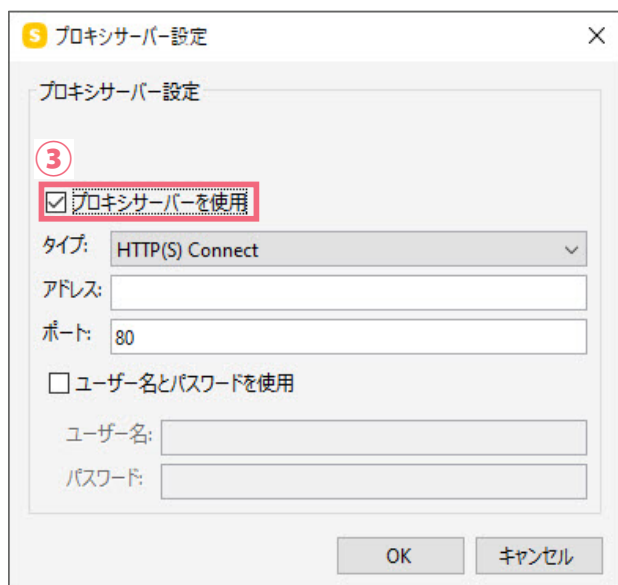 S プロキシサーバー設定
プロキシサーバー設定
③
プロキシサーバーを使用
タイプ: HTTP(S) Connect
アドレス:
ポート: 80
ユーザー名とパスワードを使用
ユーザー名:
パスワード:
OK キャンセル